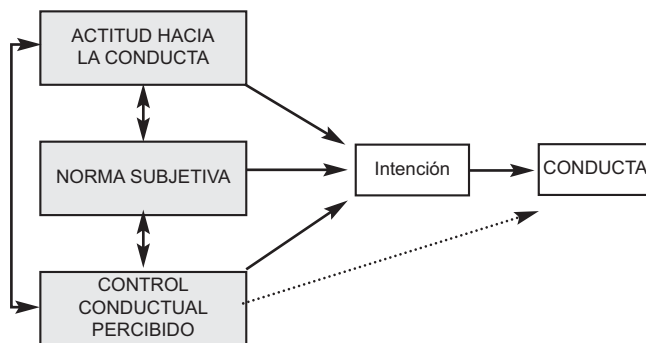 ACTITUD HACIA
LA CONDUCTA
NORMA SUBJETIVA
Intención
CONDUCTA
CONTROL
CONDUCTUAL
PERCIBIDO